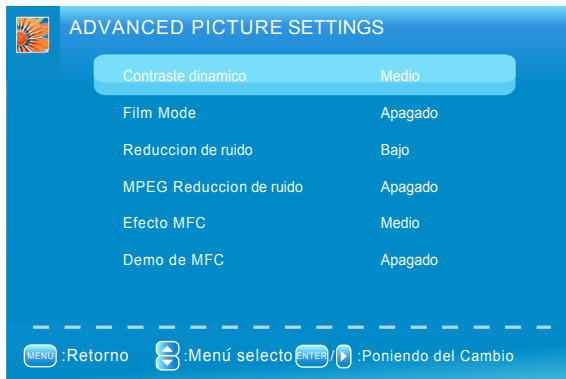 ADVANCED PICTURE SETTINGS
Contraste dinamico Medio
Film Mode Apagado
Reduccion de ruido Bajo
MPEG Reduccion de ruido Apagado
Efecto MFC Medio
Demo de MFC Apagado
MENU :Retorno :Menú selecto ENTER / :Poniendo del Cambio